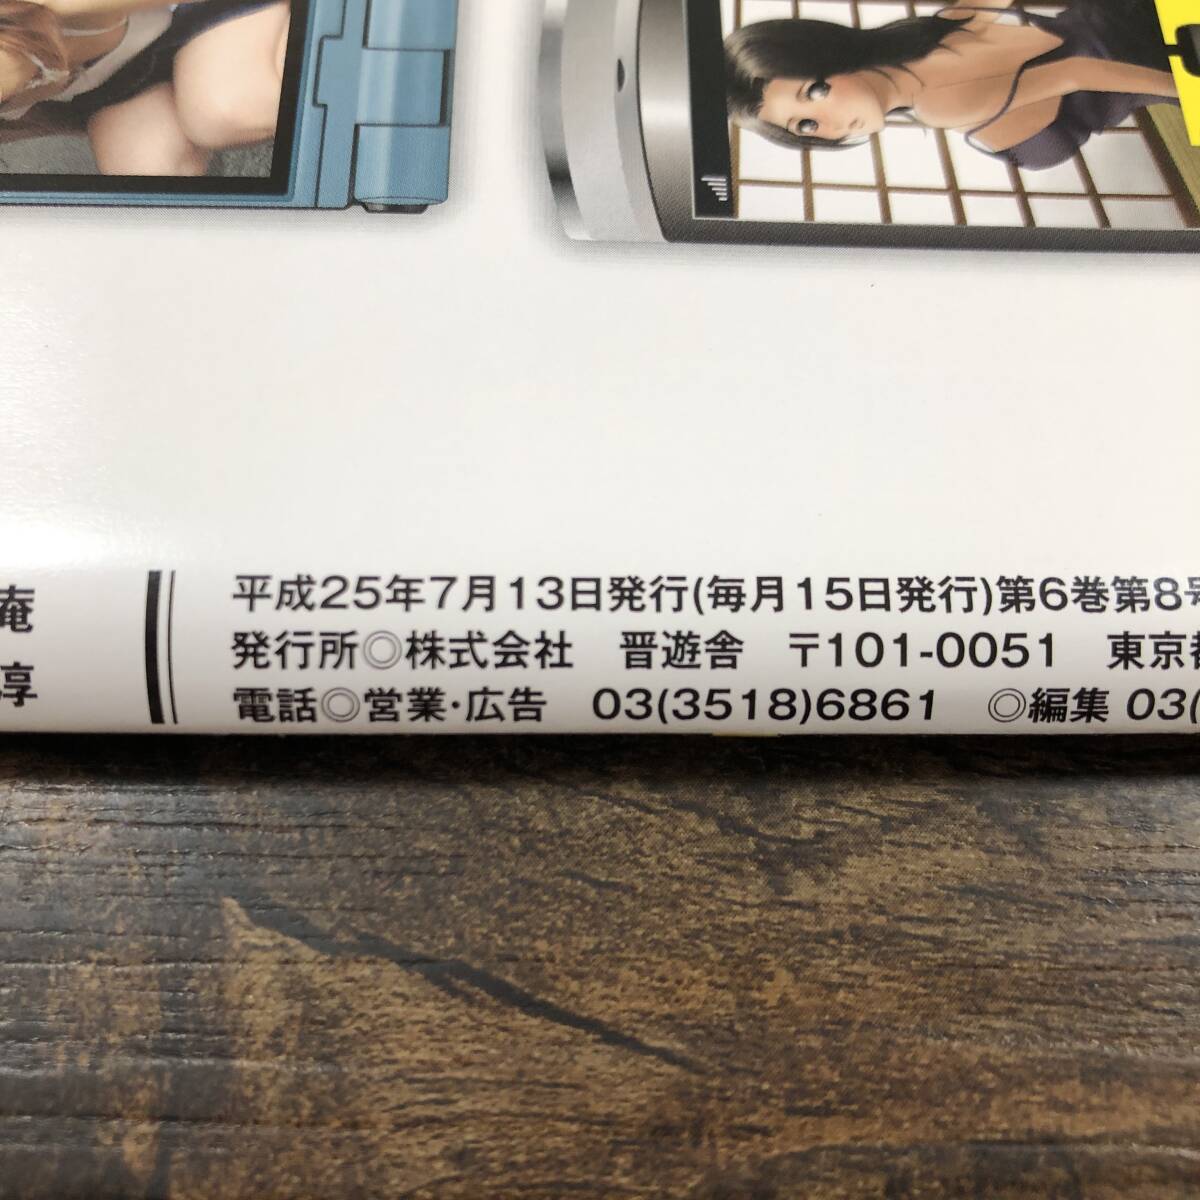 平成25年7月13日発行(毎月15日発行)第6巻第8号
発行所◎株式会社　晋遊舎　〒101-0051　東京都
電話◎営業・広告　03(3518)6861　◎編集 03(
庵
淳